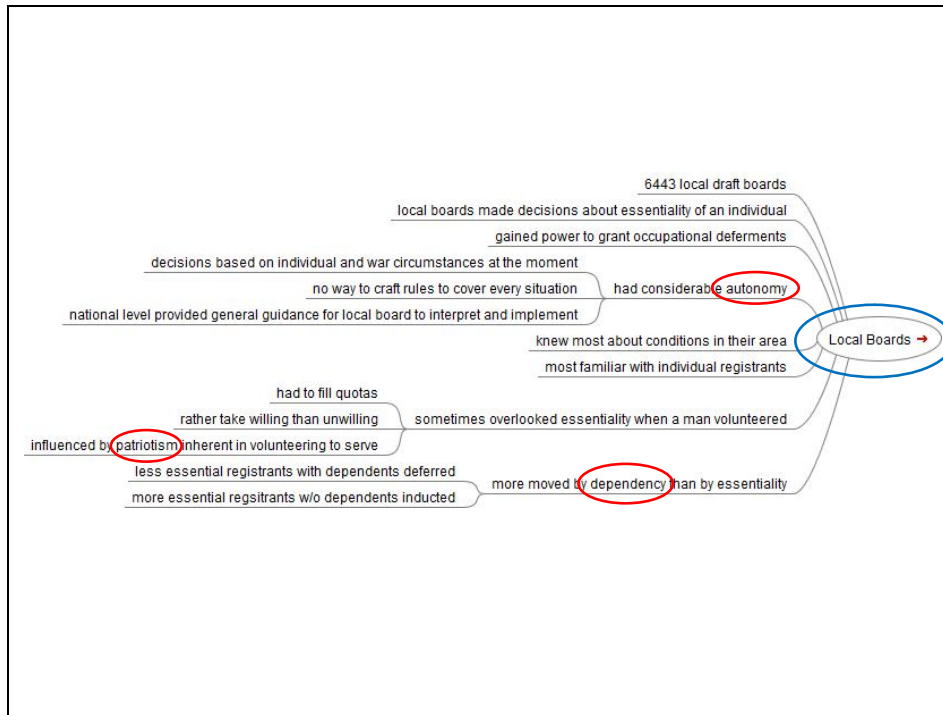 6443 local draft boards
local boards made decisions about essentiality of an individual
gained power to grant occupational deferments
decisions based on individual and war circumstances at the moment
no way to craft rules to cover every situation
had considerable autonomy
national level provided general guidance for local board to interpret and implement
Local Boards
knew most about conditions in their area
most familiar with individual registrants
had to fill quotas
rather take willing than unwilling
sometimes overlooked essentiality when a man volunteered
influenced by patriotism inherent in volunteering to serve
less essential registrants with dependents deferred
more moved by dependency than by essentiality
more essential regsitrants w/o dependents inducted